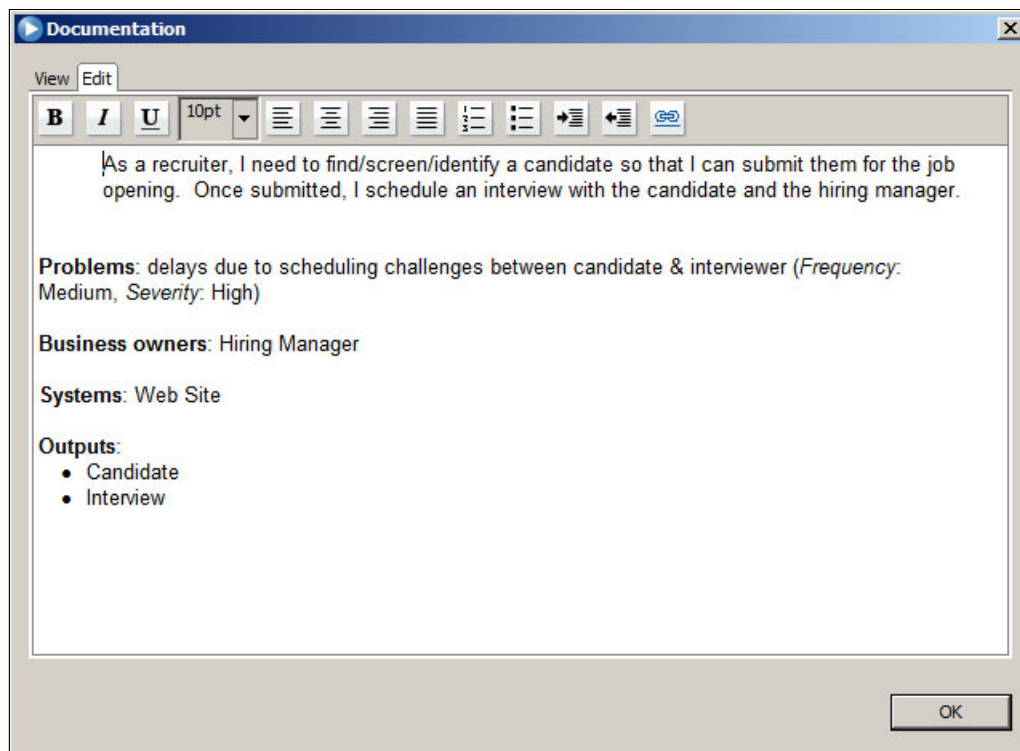 Documentation
View Edit
B I U 10pt
As a recruiter, I need to find/screen/identify a candidate so that I can submit them for the job
opening.  Once submitted, I schedule an interview with the candidate and the hiring manager.
Problems: delays due to scheduling challenges between candidate & interviewer (Frequency:
Medium, Severity: High)
Business owners: Hiring Manager
Systems: Web Site
Outputs:
• Candidate
• Interview
OK